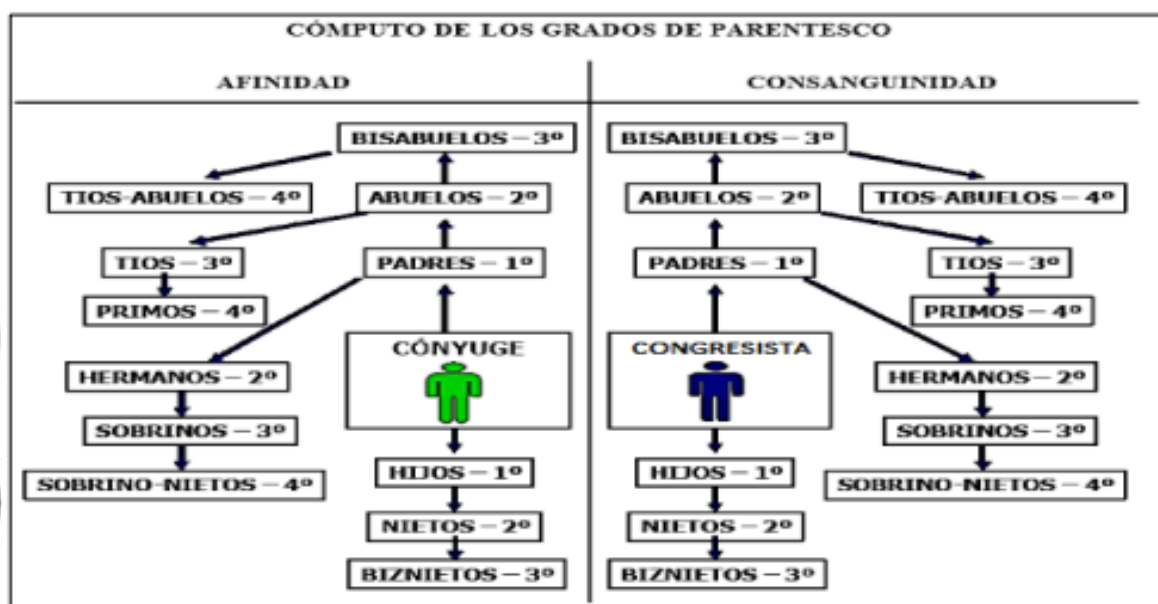 CÓMPUTO DE LOS GRADOS DE PARENTESCO
AFINIDAD
BISABUELOS – 3º
TIOS-ABUELOS – 4º
ABUELOS – 2º
TIOS – 3º
PADRES – 1º
PRIMOS – 4º
CÓNYUGE
HERMANOS – 2º
SOBRINOS – 3º
HIJOS – 1º
SOBRINO-NIETOS – 4º
NIETOS – 2º
BIZNIETOS – 3º
CONSANGUINIDAD
BISABUELOS – 3º
ABUELOS – 2º
TIOS-ABUELOS – 4º
PADRES – 1º
TIOS – 3º
PRIMOS – 4º
CONGRESISTA
HERMANOS – 2º
SOBRINOS – 3º
HIJOS – 1º
SOBRINO-NIETOS – 4º
NIETOS – 2º
BIZNIETOS – 3º